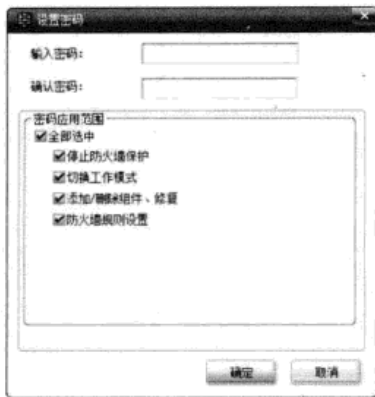 设置密码
输入密码:
确认密码:
密码应用范围
全部选中
停止防火墙保护
切换工作模式
添加/删除组件、修复
防火墙规则设置
确定
取消